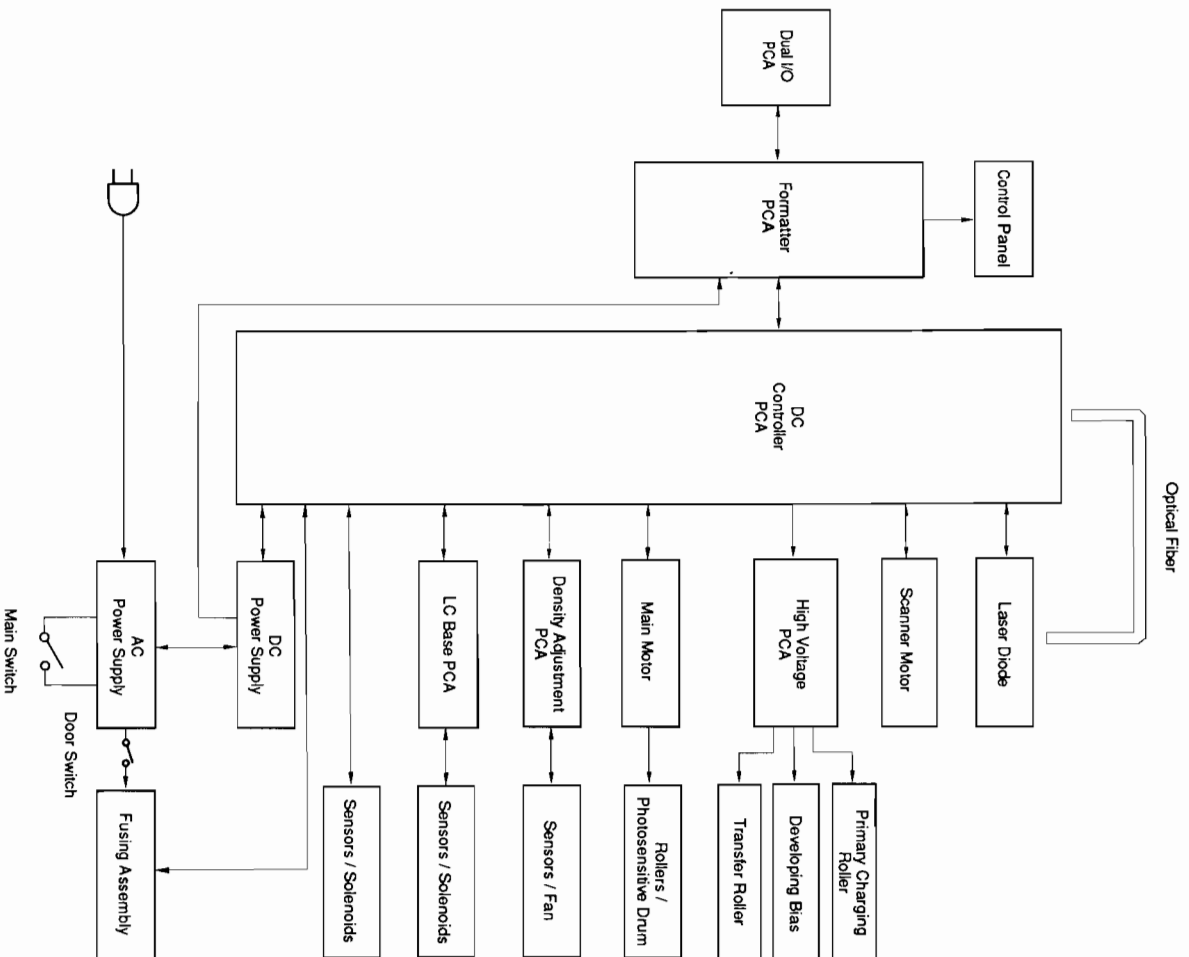 Dual I/O
PCA
Formatter
PCA
Control Panel
DC
Controller
PCA
Optical Fiber
Laser Diode
Scanner Motor
High Voltage
PCA
Main Motor
Density Adjustment
PCA
LC Base PCA
DC
Power Supply
AC
Power Supply
Main Switch
Door Switch
Primary Charging
Roller
Developing Bias
Transfer Roller
Rollers /
Photosensitive Drum
Sensors / Fan
Sensors / Solenoids
Sensors / Solenoids
Fusing Assembly